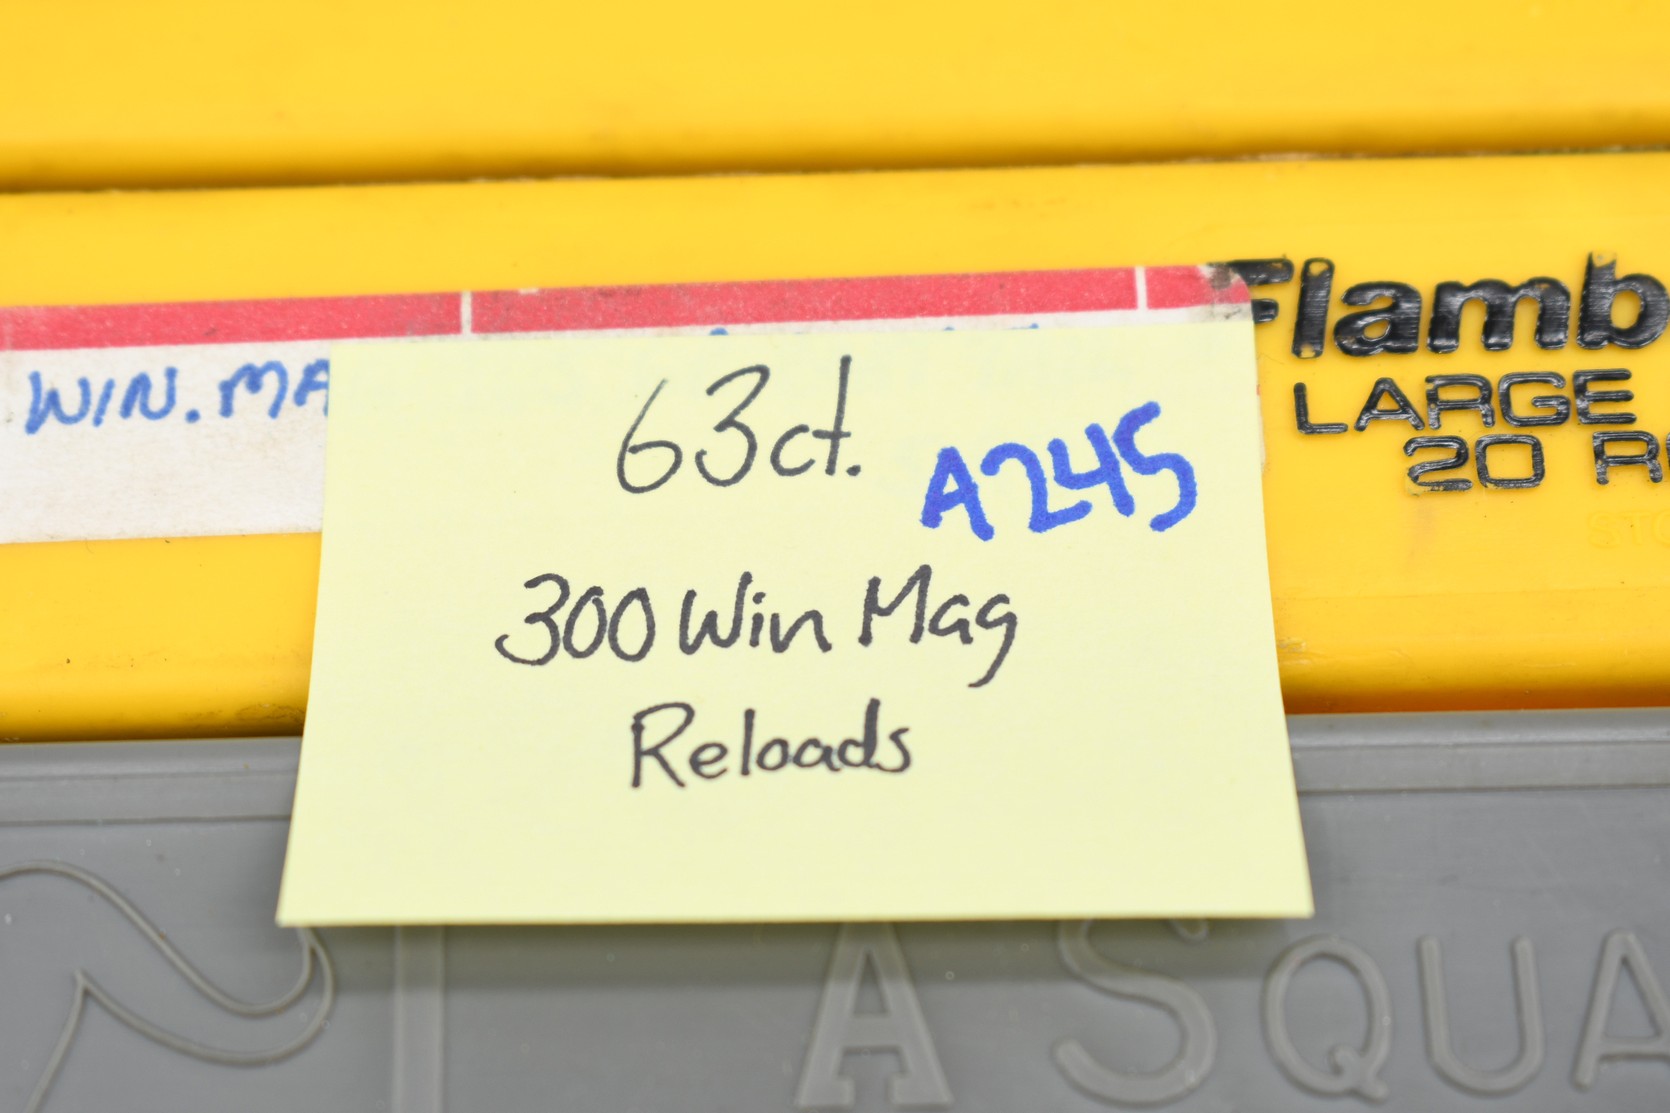 Flamb
LARGE
20 R
WIN. MA
63ct.
A245
300 Win Mag
Reloads
A SQUA